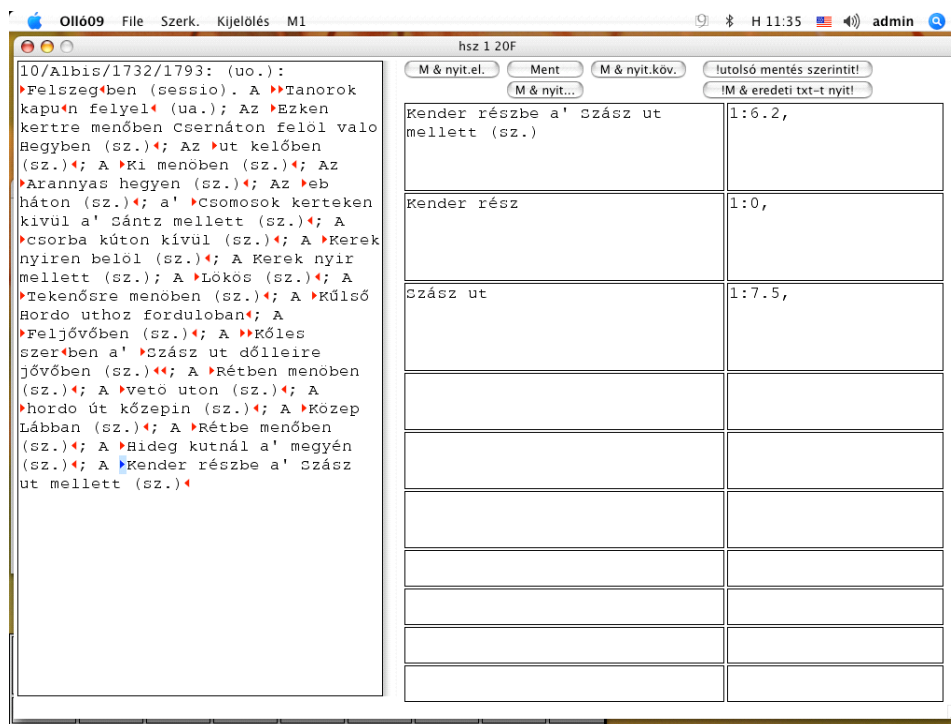 Olló09 File Szerk. Kijelölés M1 H 11:35 admin
hsz 1 20F
10/Albis/1732/1793: (uo.):
Felszegben (sessio). A Tanorok
kapun felyel (ua.); Az Ezken
kertre menőben Csernáton felöl valo
Hegyben (sz.); Az ut kelőben
(sz.); A Ki menöben (sz.); Az
Arannyas hegyen (sz.); Az eb
háton (sz.); a' Csomosok kerteken
kivül a' Sántz mellett (sz.); A
csorba kúton kívül (sz.); A Kerek
nyiren belöl (sz.); A Kerek nyir
mellett (sz.); A Lökös (sz.); A
Tekenősre menöben (sz.); A Kűlső
Hordo uthoz forduloban; A
Feljővőben (sz.); A Kőles
szerben a' Szász ut dőlleire
jővőben (sz.); A Rétben menöben
(sz.); A vetö uton (sz.); A
hordo út kőzepin (sz.); A Közep
Lábban (sz.); A Rétbe menőben
(sz.); A Hideg kutnál a' megyén
(sz.); A Kender részbe a' Szász
ut mellett (sz.)
M & nyit.el. Ment M & nyit.köv. !utolsó mentés szerintit!
M & nyit... !M & eredeti txt-t nyit!
Kender részbe a' Szász ut 1:6.2,
mellett (sz.)
Kender rész 1:0,
Szász ut 1:7.5,